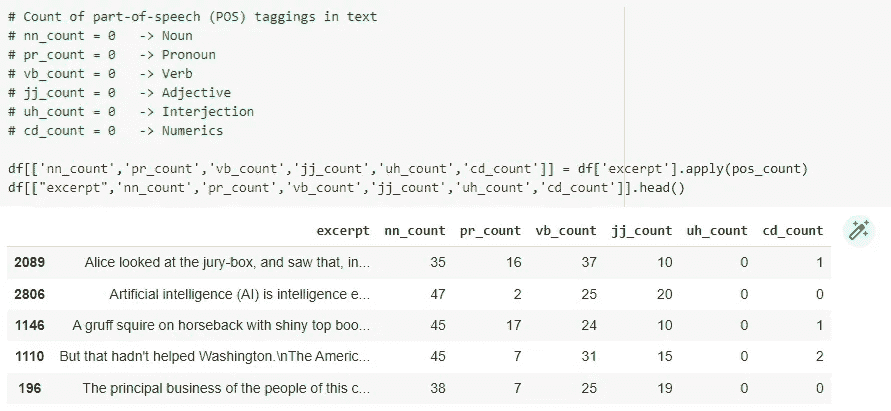 # Count of part-of-speech (POS) taggings in text
# nn_count = 0   -> Noun
# pr_count = 0   -> Pronoun
# vb_count = 0   -> Verb
# jj_count = 0   -> Adjective
# uh_count = 0   -> Interjection
# cd_count = 0   -> Numerics
df[['nn_count','pr_count','vb_count','jj_count','uh_count','cd_count']] = df['excerpt'].apply(pos_count)
df[["excerpt",'nn_count','pr_count','vb_count','jj_count','uh_count','cd_count']].head()
excerpt nn_count pr_count vb_count jj_count uh_count cd_count
2089 Alice looked at the jury-box, and saw that, in... 35 16 37 10 0 1
2806 Artificial intelligence (AI) is intelligence e... 47 2 25 20 0 0
1146 A gruff squire on horseback with shiny top boo... 45 17 24 10 0 1
1110 But that hadn't helped Washington.\nThe Americ... 45 7 31 15 0 2
196 The principal business of the people of this c... 38 7 25 19 0 0